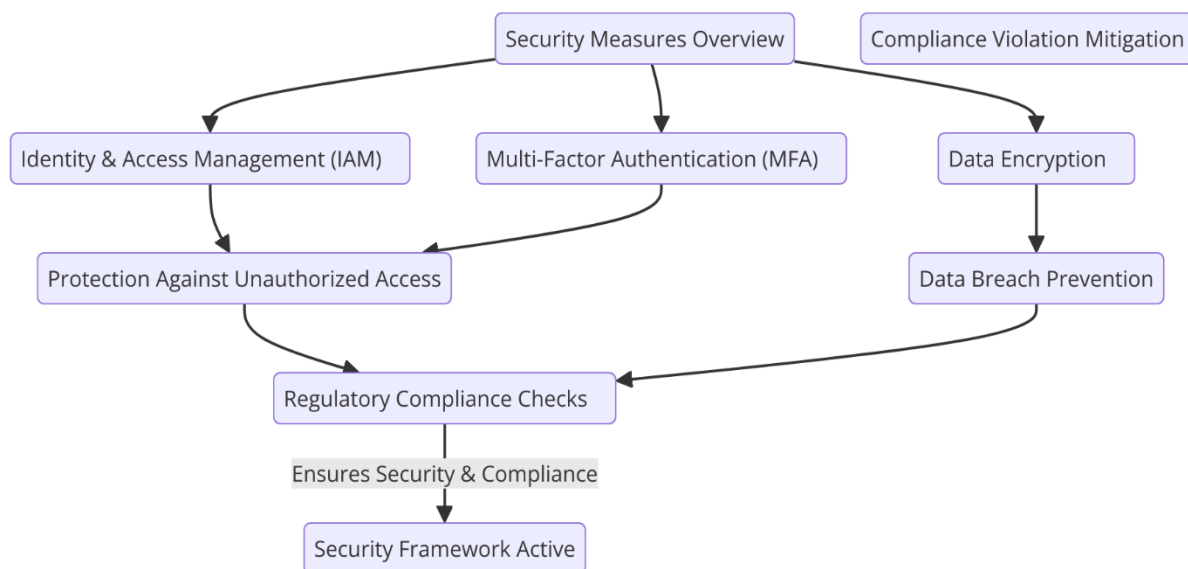 Security Measures Overview
Compliance Violation Mitigation
Identity & Access Management (IAM)
Multi-Factor Authentication (MFA)
Data Encryption
Protection Against Unauthorized Access
Data Breach Prevention
Regulatory Compliance Checks
Ensures Security & Compliance
Security Framework Active